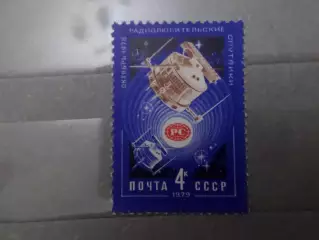 ОКТЯБРЬ 1978
РАДИОЛЮБИТЕЛЬСКИЕ
СПУТНИКИ
РС
ПОЧТА 4к СССР
1979